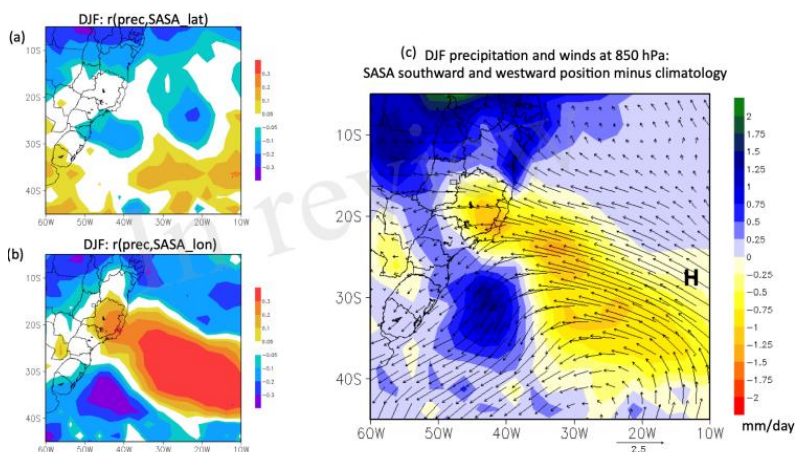 DJF: r(prec,SASA_lat)
(a)
10S
20S
30S
40S
60W 50W 40W 30W 20W 10W
0.3
0.2
0.1
0.05
-0.05
-0.1
-0.2
-0.3
DJF: r(prec,SASA_lon)
(b)
10S
20S
30S
40S
60W 50W 40W 30W 20W 10W
0.3
0.2
0.1
0.05
-0.05
-0.1
-0.2
-0.3
(c) DJF precipitation and winds at 850 hPa:
SASA southward and westward position minus climatology
10S
20S
30S
40S
60W 50W 40W 30W 20W 10W
H
2
1.75
1.5
1.25
1
0.75
0.5
0.25
0
-0.25
-0.5
-0.75
-1
-1.25
-1.5
-1.75
-2
mm/day
2.5
In review